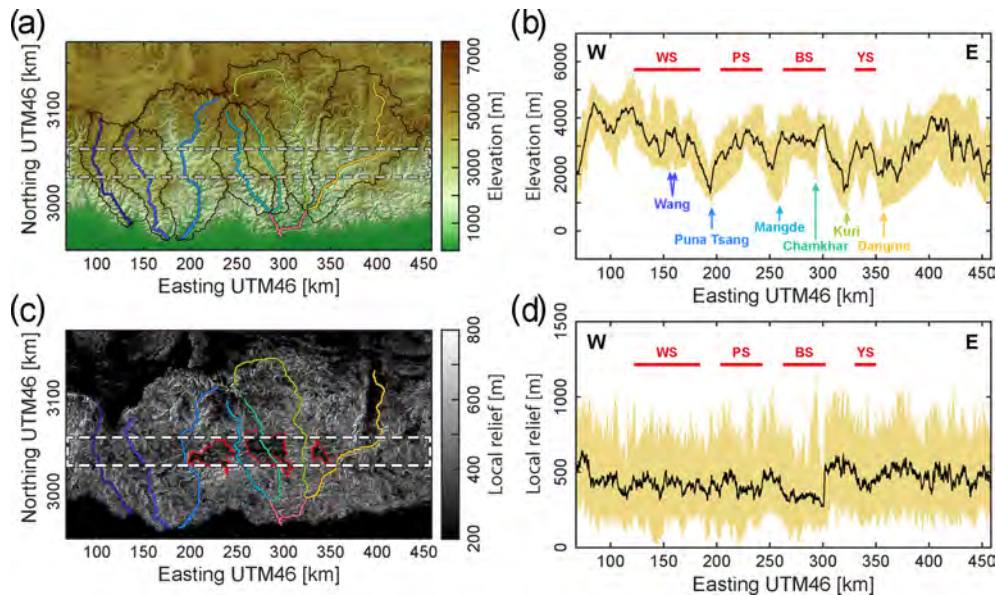 (a)
Northing UTM46 [km]
3100
3000
100 150 200 250 300 350 400 450
Easting UTM46 [km]
7000
5000
3000
1000
Elevation [m]
(b)
W E
WS PS BS YS
6000
4000
2000
0
Elevation [m]
Wang
Puna Tsang
Mangde
Chamkhar
Kuri
Dangme
100 150 200 250 300 350 400 450
Easting UTM46 [km]
(c)
Northing UTM46 [km]
3100
3000
100 150 200 250 300 350 400 450
Easting UTM46 [km]
800
600
400
200
Local relief [m]
(d)
W E
WS PS BS YS
1500
1000
500
0
Local relief [m]
100 150 200 250 300 350 400 450
Easting UTM46 [km]